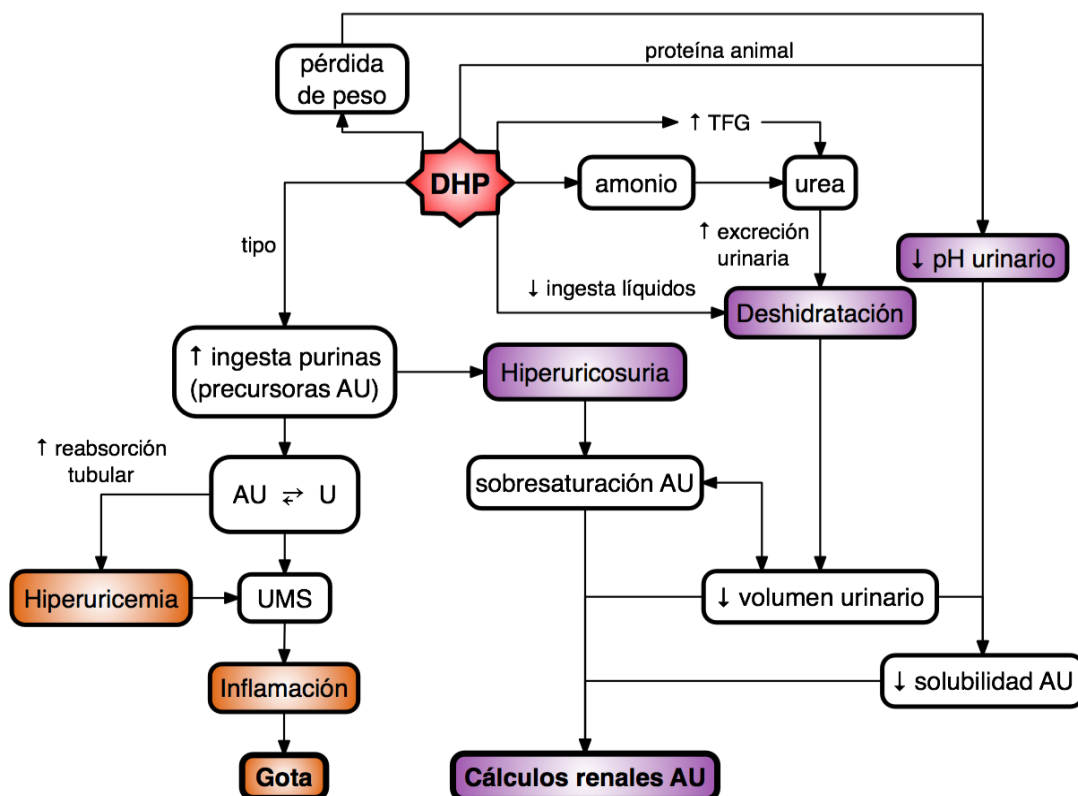 proteína animal
pérdida
de peso
↑ TFG
DHP
amonio
urea
tipo
↑ excreción
urinaria
↓ pH urinario
↓ ingesta líquidos
Deshidratación
↑ ingesta purinas
(precursoras AU)
Hiperuricosuria
↑ reabsorción
tubular
AU ⇄ U
sobresaturación AU
Hiperuricemia
UMS
↓ volumen urinario
Inflamación
↓ solubilidad AU
Gota
Cálculos renales AU